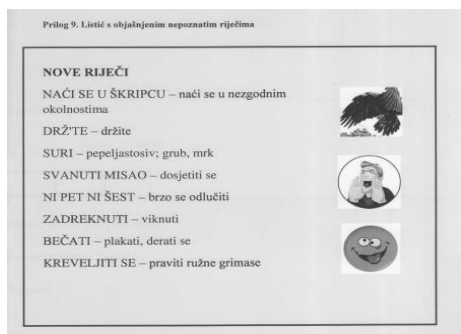 Prilog 9. Listić s objašnjenim nepoznatim riječima
NOVE RIJEČI
NAĆI SE U ŠKRIPCU – naći se u nezgodnim
okolnostima
DRŽ'TE – držite
SURI – pepeljastosiv; grub, mrk
SVANUTI MISAO – dosjetiti se
NI PET NI ŠEST – brzo se odlučiti
ZADREKNUTI – viknuti
BEČATI – plakati, derati se
KREVELJITI SE – praviti ružne grimase